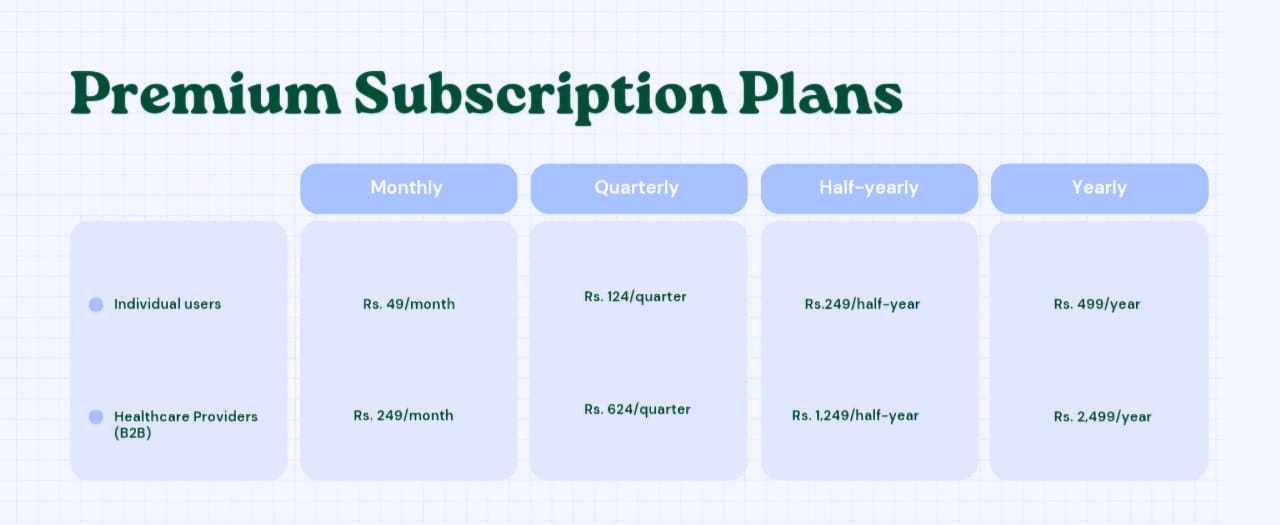 Premium Subscription Plans
Monthly
Quarterly
Half-yearly
Yearly
Individual users
Rs. 49/month
Rs. 124/quarter
Rs.249/half-year
Rs. 499/year
Healthcare Providers
(B2B)
Rs. 249/month
Rs. 624/quarter
Rs. 1,249/half-year
Rs. 2,499/year